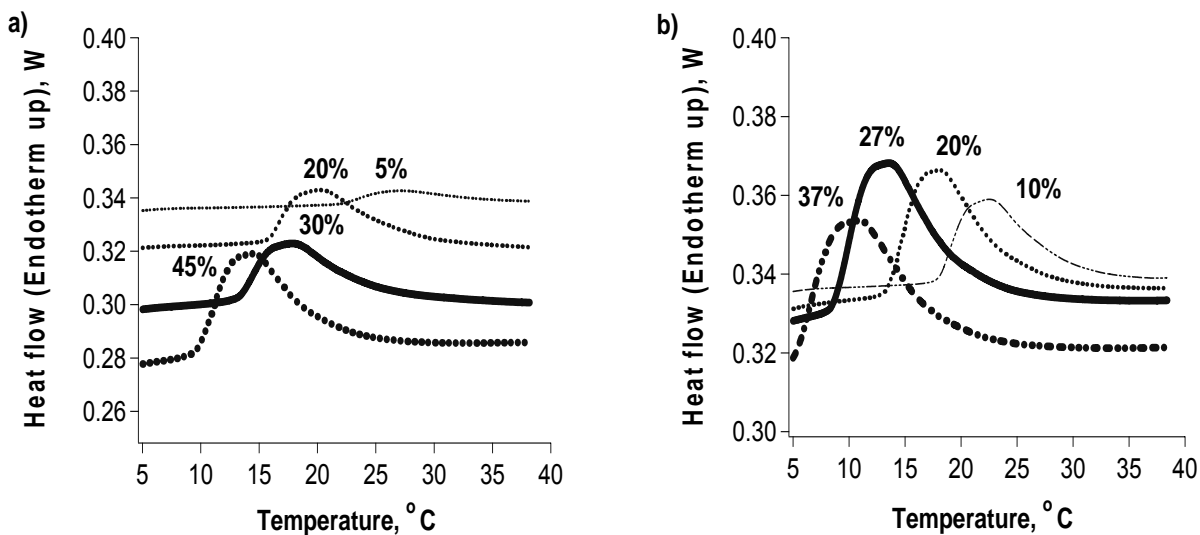 a)
Heat flow (Endotherm up), W
0.40
0.38
0.36
0.34
0.32
0.30
0.28
0.26
20%
5%
30%
45%
5 10 15 20 25 30 35 40
Temperature, °C
b)
Heat flow (Endotherm up), W
0.40
0.38
0.36
0.34
0.32
0.30
27%
20%
37%
10%
5 10 15 20 25 30 35 40
Temperature, °C